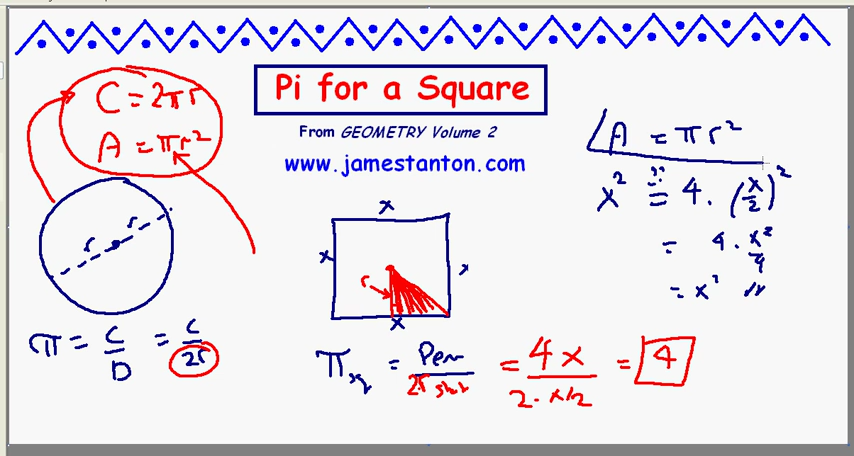 Pi for a Square
From GEOMETRY Volume 2
www.jamestanton.com
C = 2πr
A = πr²
r r
π = C/D = C/2r
x
x x
r
x
π = Per / 2r = 4x / 2·x/2 = 4
A = πr²
x² = 4·(x/2)²
= 4·x²/4
= x²